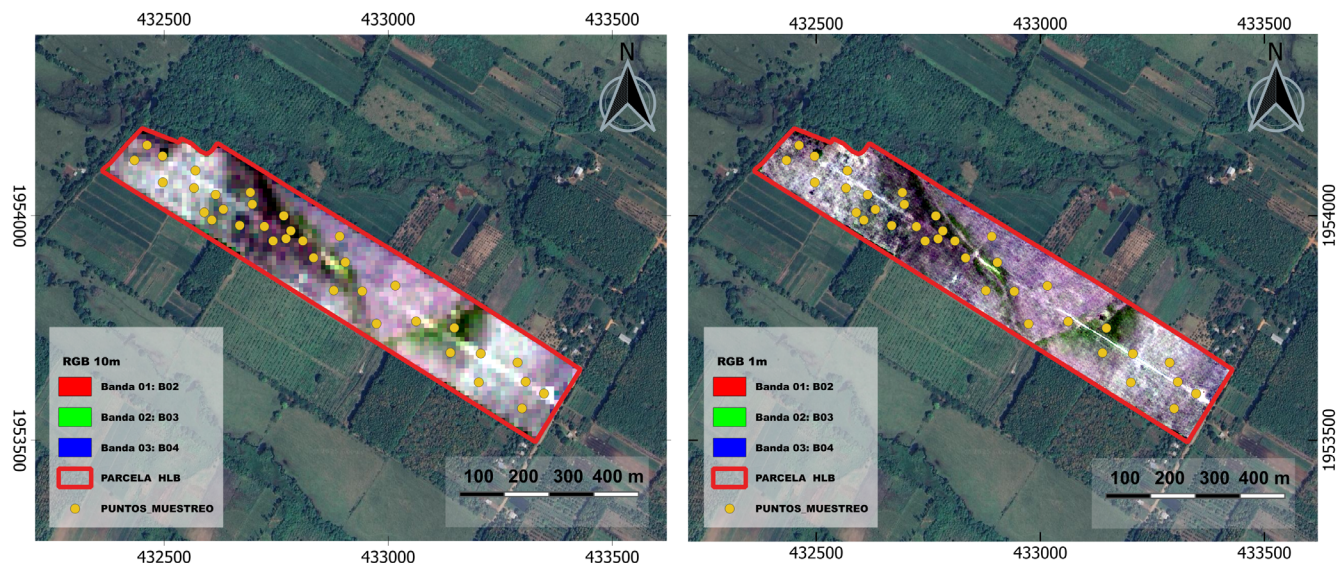 432500 433000 433500
432500 433000 433500
N
N
1954000
1954000
1953500
1953500
RGB 10m
Banda 01: B02
Banda 02: B03
Banda 03: B04
PARCELA HLB
PUNTOS_MUESTREO
100 200 300 400 m
RGB 1m
Banda 01: B02
Banda 02: B03
Banda 03: B04
PARCELA HLB
PUNTOS_MUESTREO
100 200 300 400 m
432500 433000 433500
432500 433000 433500